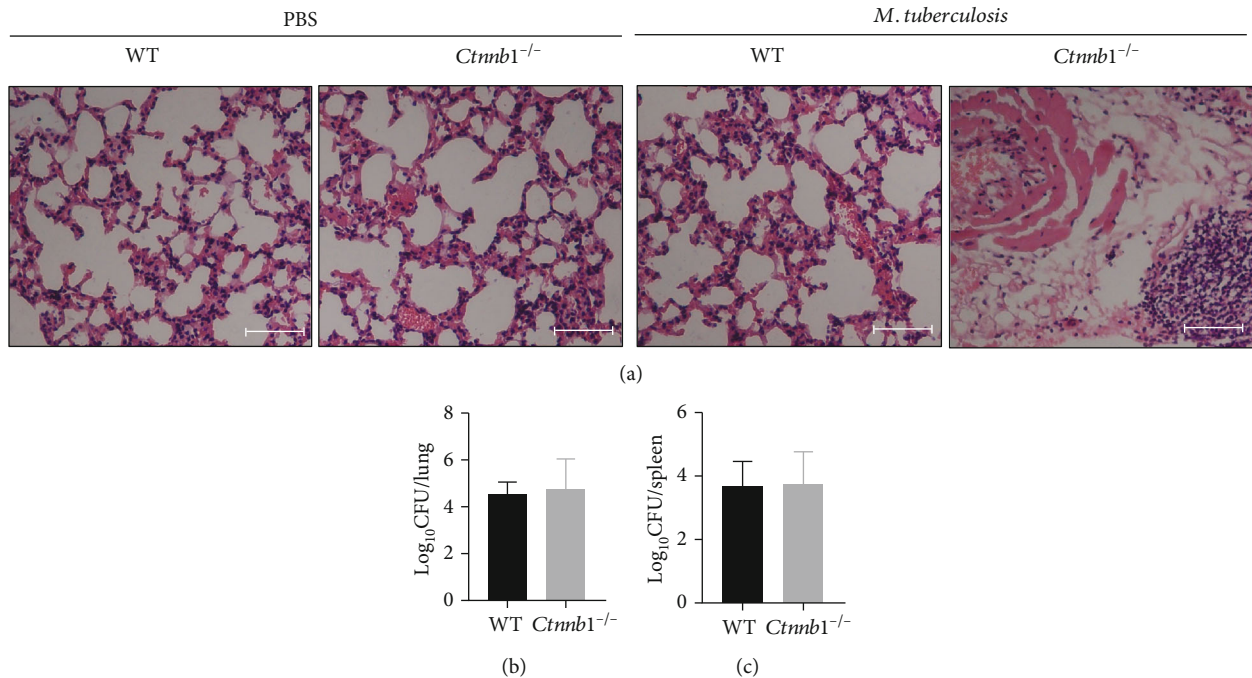 PBS
M. tuberculosis
WT
Ctnnb1⁻/⁻
WT
Ctnnb1⁻/⁻
(a)
Log₁₀CFU/lung
8
6
4
2
0
WT
Ctnnb1⁻/⁻
(b)
Log₁₀CFU/spleen
6
4
2
0
WT
Ctnnb1⁻/⁻
(c)